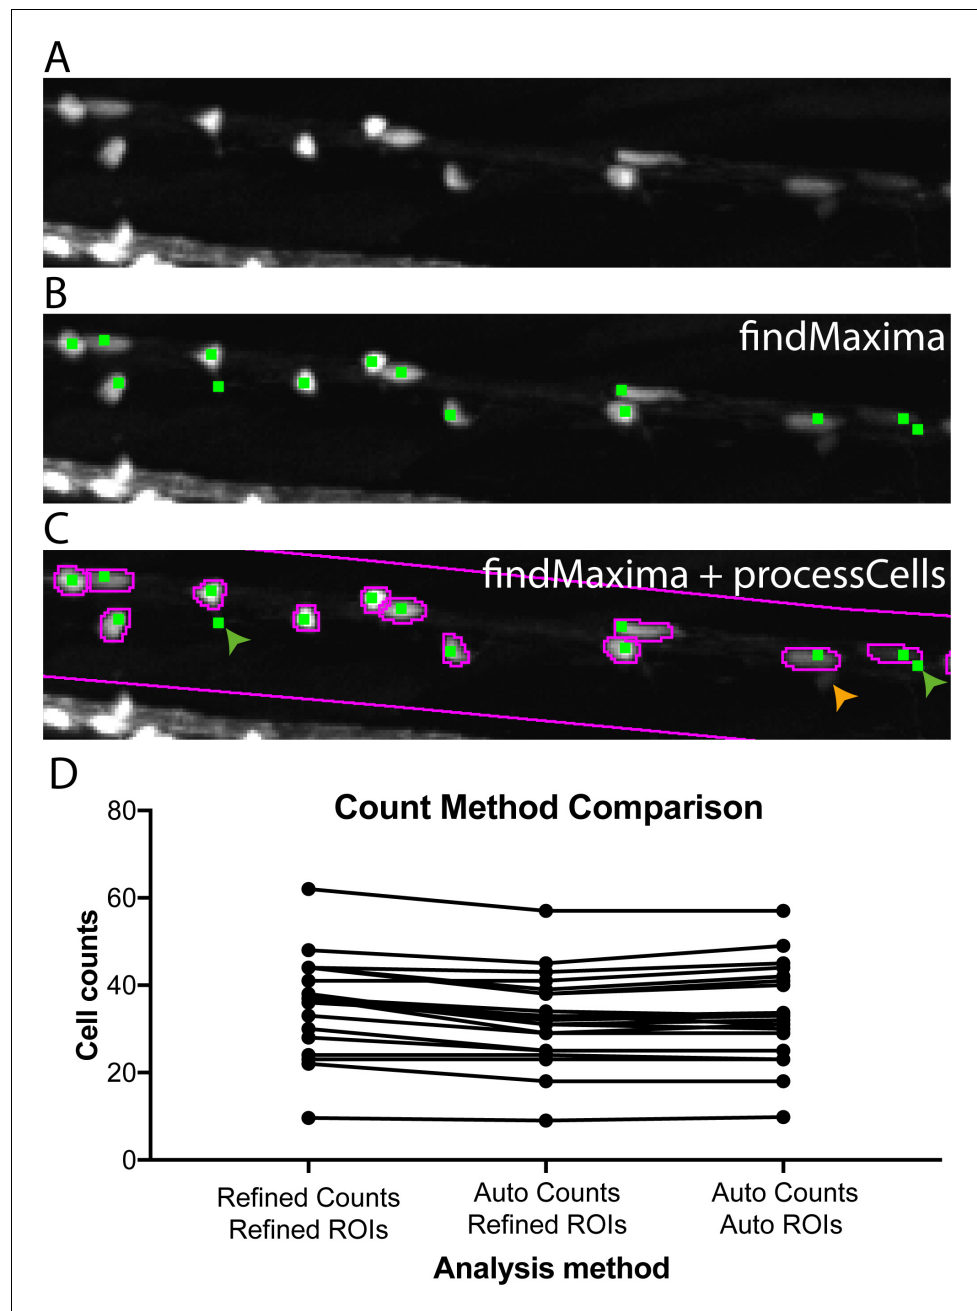 A
B
findMaxima
C
findMaxima + processCells
D
Count Method Comparison
80
60
40
20
0
Cell counts
Refined Counts
Refined ROIs
Auto Counts
Refined ROIs
Auto Counts
Auto ROIs
Analysis method